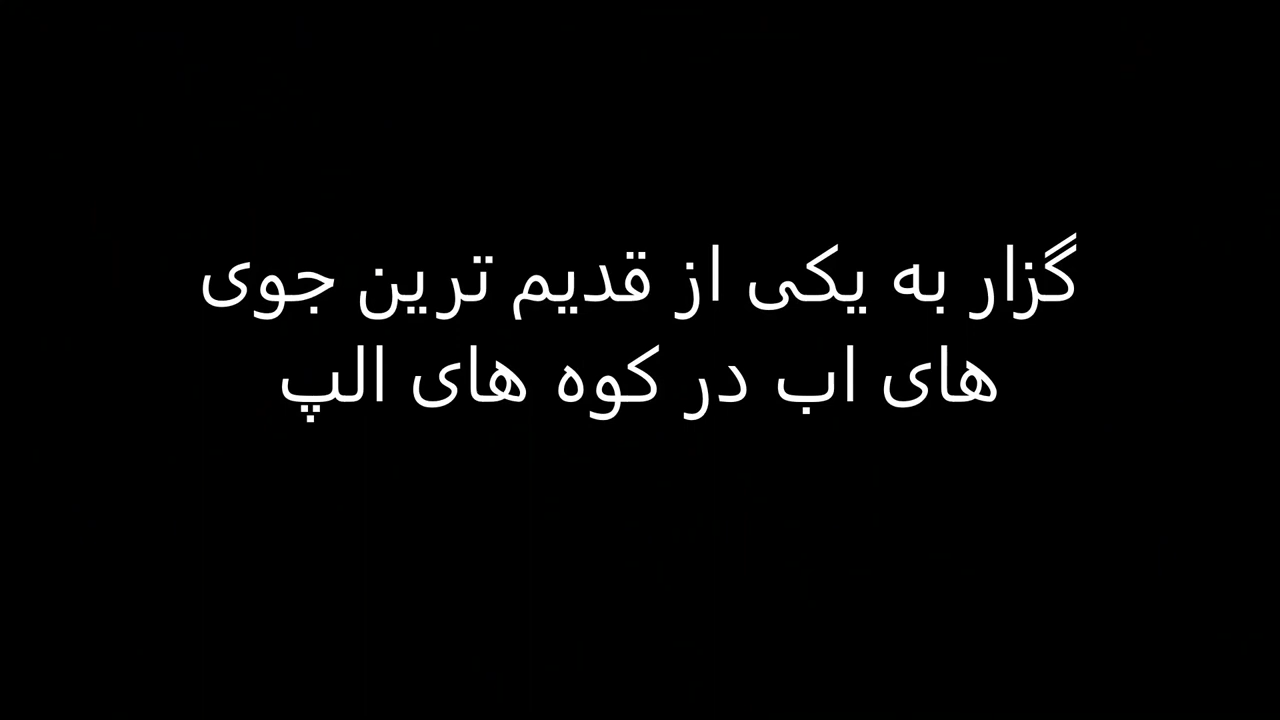 گزار به یکی از قدیم ترین جوی
های اب در کوه های الپ